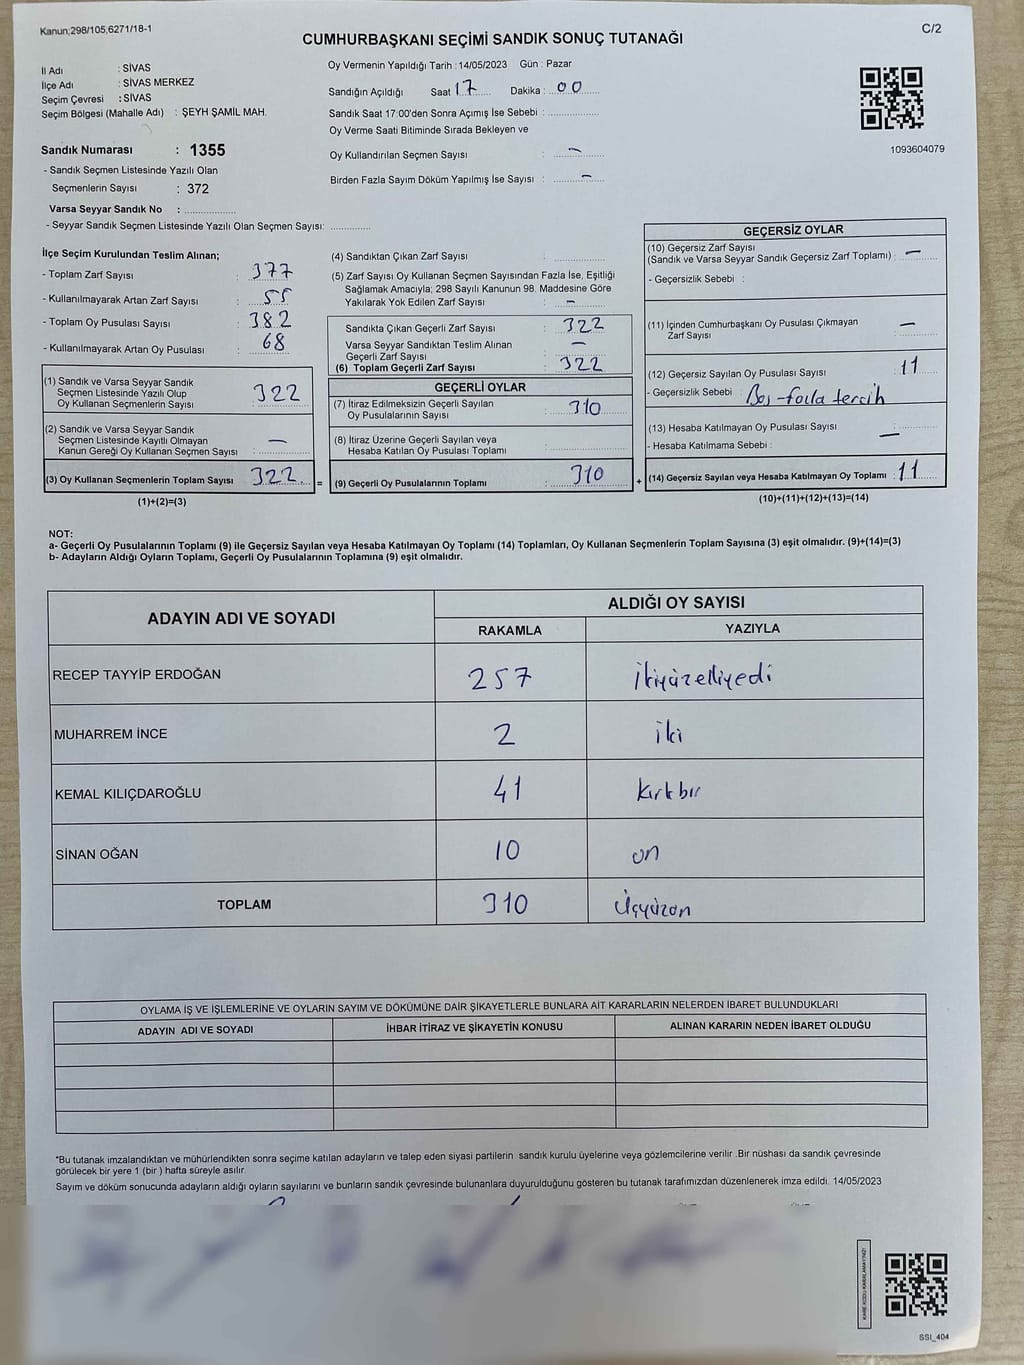 Kanun;298/105,6271/18-1
C/2
CUMHURBAŞKANI SEÇİMİ SANDIK SONUÇ TUTANAĞI
İl Adı : SİVAS
İlçe Adı : SİVAS MERKEZ
Seçim Çevresi : SİVAS
Seçim Bölgesi (Mahalle Adı) : ŞEYH ŞAMİL MAH.
Sandık Numarası : 1355
- Sandık Seçmen Listesinde Yazılı Olan
Seçmenlerin Sayısı : 372
Varsa Seyyar Sandık No : ................
- Seyyar Sandık Seçmen Listesinde Yazılı Olan Seçmen Sayısı: ............
Oy Vermenin Yapıldığı Tarih : 14/05/2023 Gün : Pazar
Sandığın Açıldığı Saat 17 Dakika : 00
Sandık Saat 17:00'den Sonra Açımış İse Sebebi : ................
Oy Verme Saati Bitiminde Sırada Bekleyen ve
Oy Kullandırılan Seçmen Sayısı : -
Birden Fazla Sayım Döküm Yapılmış İse Sayısı : -
1093604079
İlçe Seçim Kurulundan Teslim Alınan;
- Toplam Zarf Sayısı : 377
- Kullanılmayarak Artan Zarf Sayısı : 55
- Toplam Oy Pusulası Sayısı : 382
- Kullanılmayarak Artan Oy Pusulası : 68
(1) Sandık ve Varsa Seyyar Sandık
Seçmen Listesinde Yazılı Olup
Oy Kullanan Seçmenlerin Sayısı 322
(2) Sandık ve Varsa Seyyar Sandık
Seçmen Listesinde Kayıtlı Olmayan
Kanun Gereği Oy Kullanan Seçmen Sayısı : -
(3) Oy Kullanan Seçmenlerin Toplam Sayısı 322 =
(1)+(2)=(3)
(4) Sandıktan Çıkan Zarf Sayısı : ................
(5) Zarf Sayısı Oy Kullanan Seçmen Sayısından Fazla İse, Eşitliği
Sağlamak Amacıyla; 298 Sayılı Kanunun 98. Maddesine Göre
Yakılarak Yok Edilen Zarf Sayısı : -
Sandıkta Çıkan Geçerli Zarf Sayısı : 322
Varsa Seyyar Sandıktan Teslim Alınan
Geçerli Zarf Sayısı : -
(6) Toplam Geçerli Zarf Sayısı : 322
GEÇERLİ OYLAR
(7) İtiraz Edilmeksizin Geçerli Sayılan
Oy Pusulalarının Sayısı : 310
(8) İtiraz Üzerine Geçerli Sayılan veya
Hesaba Katılan Oy Pusulası Toplamı : ................
(9) Geçerli Oy Pusulalarının Toplamı : 310 +
GEÇERSİZ OYLAR
(10) Geçersiz Zarf Sayısı
(Sandık ve Varsa Seyyar Sandık Geçersiz Zarf Toplamı) : -
- Geçersizlik Sebebi :
(11) İçinden Cumhurbaşkanı Oy Pusulası Çıkmayan
Zarf Sayısı : -
(12) Geçersiz Sayılan Oy Pusulası Sayısı : 11
- Geçersizlik Sebebi : Boş-fazla tercih
(13) Hesaba Katılmayan Oy Pusulası Sayısı : -
- Hesaba Katılmama Sebebi :
(14) Geçersiz Sayılan veya Hesaba Katılmayan Oy Toplamı : 11
(10)+(11)+(12)+(13)=(14)
NOT:
a- Geçerli Oy Pusulalarının Toplamı (9) ile Geçersiz Sayılan veya Hesaba Katılmayan Oy Toplamı (14) Toplamları, Oy Kullanan Seçmenlerin Toplam Sayısına (3) eşit olmalıdır. (9)+(14)=(3)
b- Adayların Aldığı Oyların Toplamı, Geçerli Oy Pusulalarının Toplamına (9) eşit olmalıdır.
ADAYIN ADI VE SOYADI
ALDIĞI OY SAYISI
RAKAMLA YAZIYLA
RECEP TAYYİP ERDOĞAN 257 İkiyüzelliyedi
MUHARREM İNCE 2 iki
KEMAL KILIÇDAROĞLU 41 Kırkbir
SİNAN OĞAN 10 on
TOPLAM 310 Üçyüzon
OYLAMA İŞ VE İŞLEMLERİNE VE OYLARIN SAYIM VE DÖKÜMÜNE DAİR ŞİKAYETLERLE BUNLARA AİT KARARLARIN NELERDEN İBARET BULUNDUKLARI
ADAYIN ADI VE SOYADI İHBAR İTİRAZ VE ŞİKAYETİN KONUSU ALINAN KARARIN NEDEN İBARET OLDUĞU
*Bu tutanak imzalandıktan ve mühürlendikten sonra seçime katılan adayların ve talep eden siyasi partilerin sandık kurulu üyelerine veya gözlemcilerine verilir .Bir nüshası da sandık çevresinde
görülecek bir yere 1 (bir ) hafta süreyle asılır.
Sayım ve döküm sonucunda adayların aldığı oyların sayılarını ve bunların sandık çevresinde bulunanlara duyurulduğunu gösteren bu tutanak tarafımızdan düzenlenerek imza edildi. 14/05/2023
KARE KODU KARALAMAYINIZ!
SSI_404